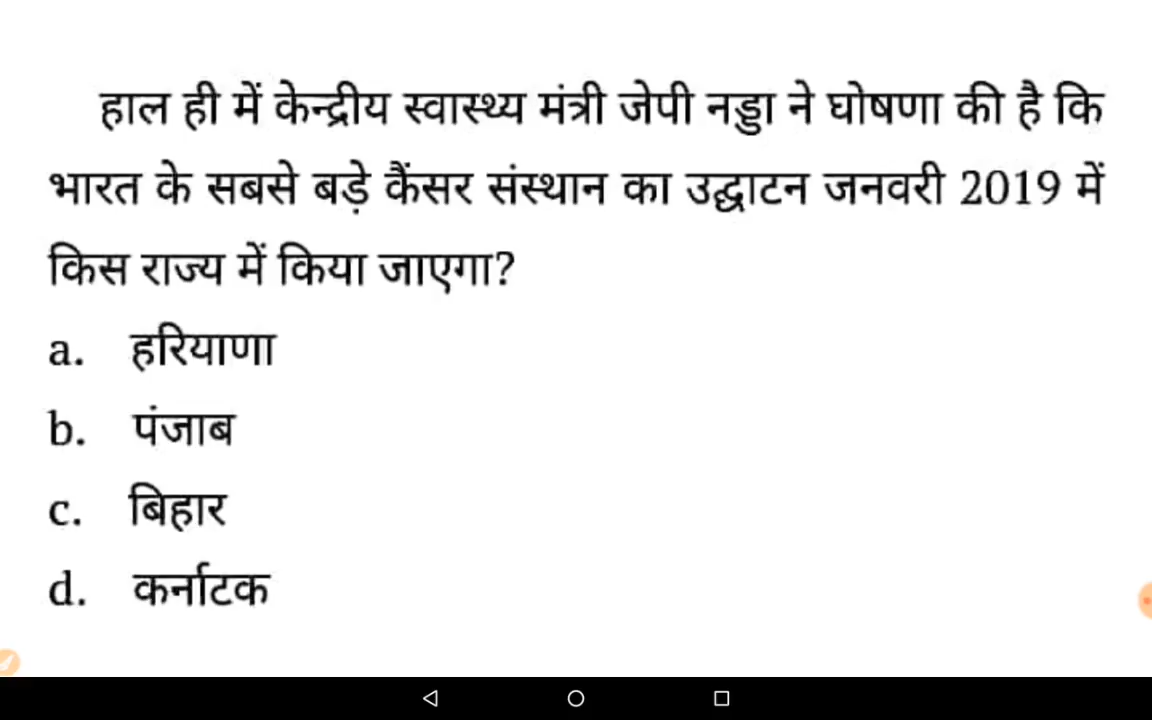 हाल ही में केन्द्रीय स्वास्थ्य मंत्री जेपी नड्डा ने घोषणा की है कि
भारत के सबसे बड़े कैंसर संस्थान का उद्घाटन जनवरी 2019 में
किस राज्य में किया जाएगा?
a. हरियाणा
b. पंजाब
c. बिहार
d. कर्नाटक